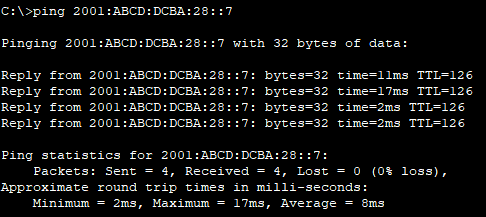 C:\>ping 2001:ABCD:DCBA:28::7
Pinging 2001:ABCD:DCBA:28::7 with 32 bytes of data:
Reply from 2001:ABCD:DCBA:28::7: bytes=32 time=11ms TTL=126
Reply from 2001:ABCD:DCBA:28::7: bytes=32 time=17ms TTL=126
Reply from 2001:ABCD:DCBA:28::7: bytes=32 time=2ms TTL=126
Reply from 2001:ABCD:DCBA:28::7: bytes=32 time=2ms TTL=126
Ping statistics for 2001:ABCD:DCBA:28::7:
Packets: Sent = 4, Received = 4, Lost = 0 (0% loss),
Approximate round trip times in milli-seconds:
Minimum = 2ms, Maximum = 17ms, Average = 8ms